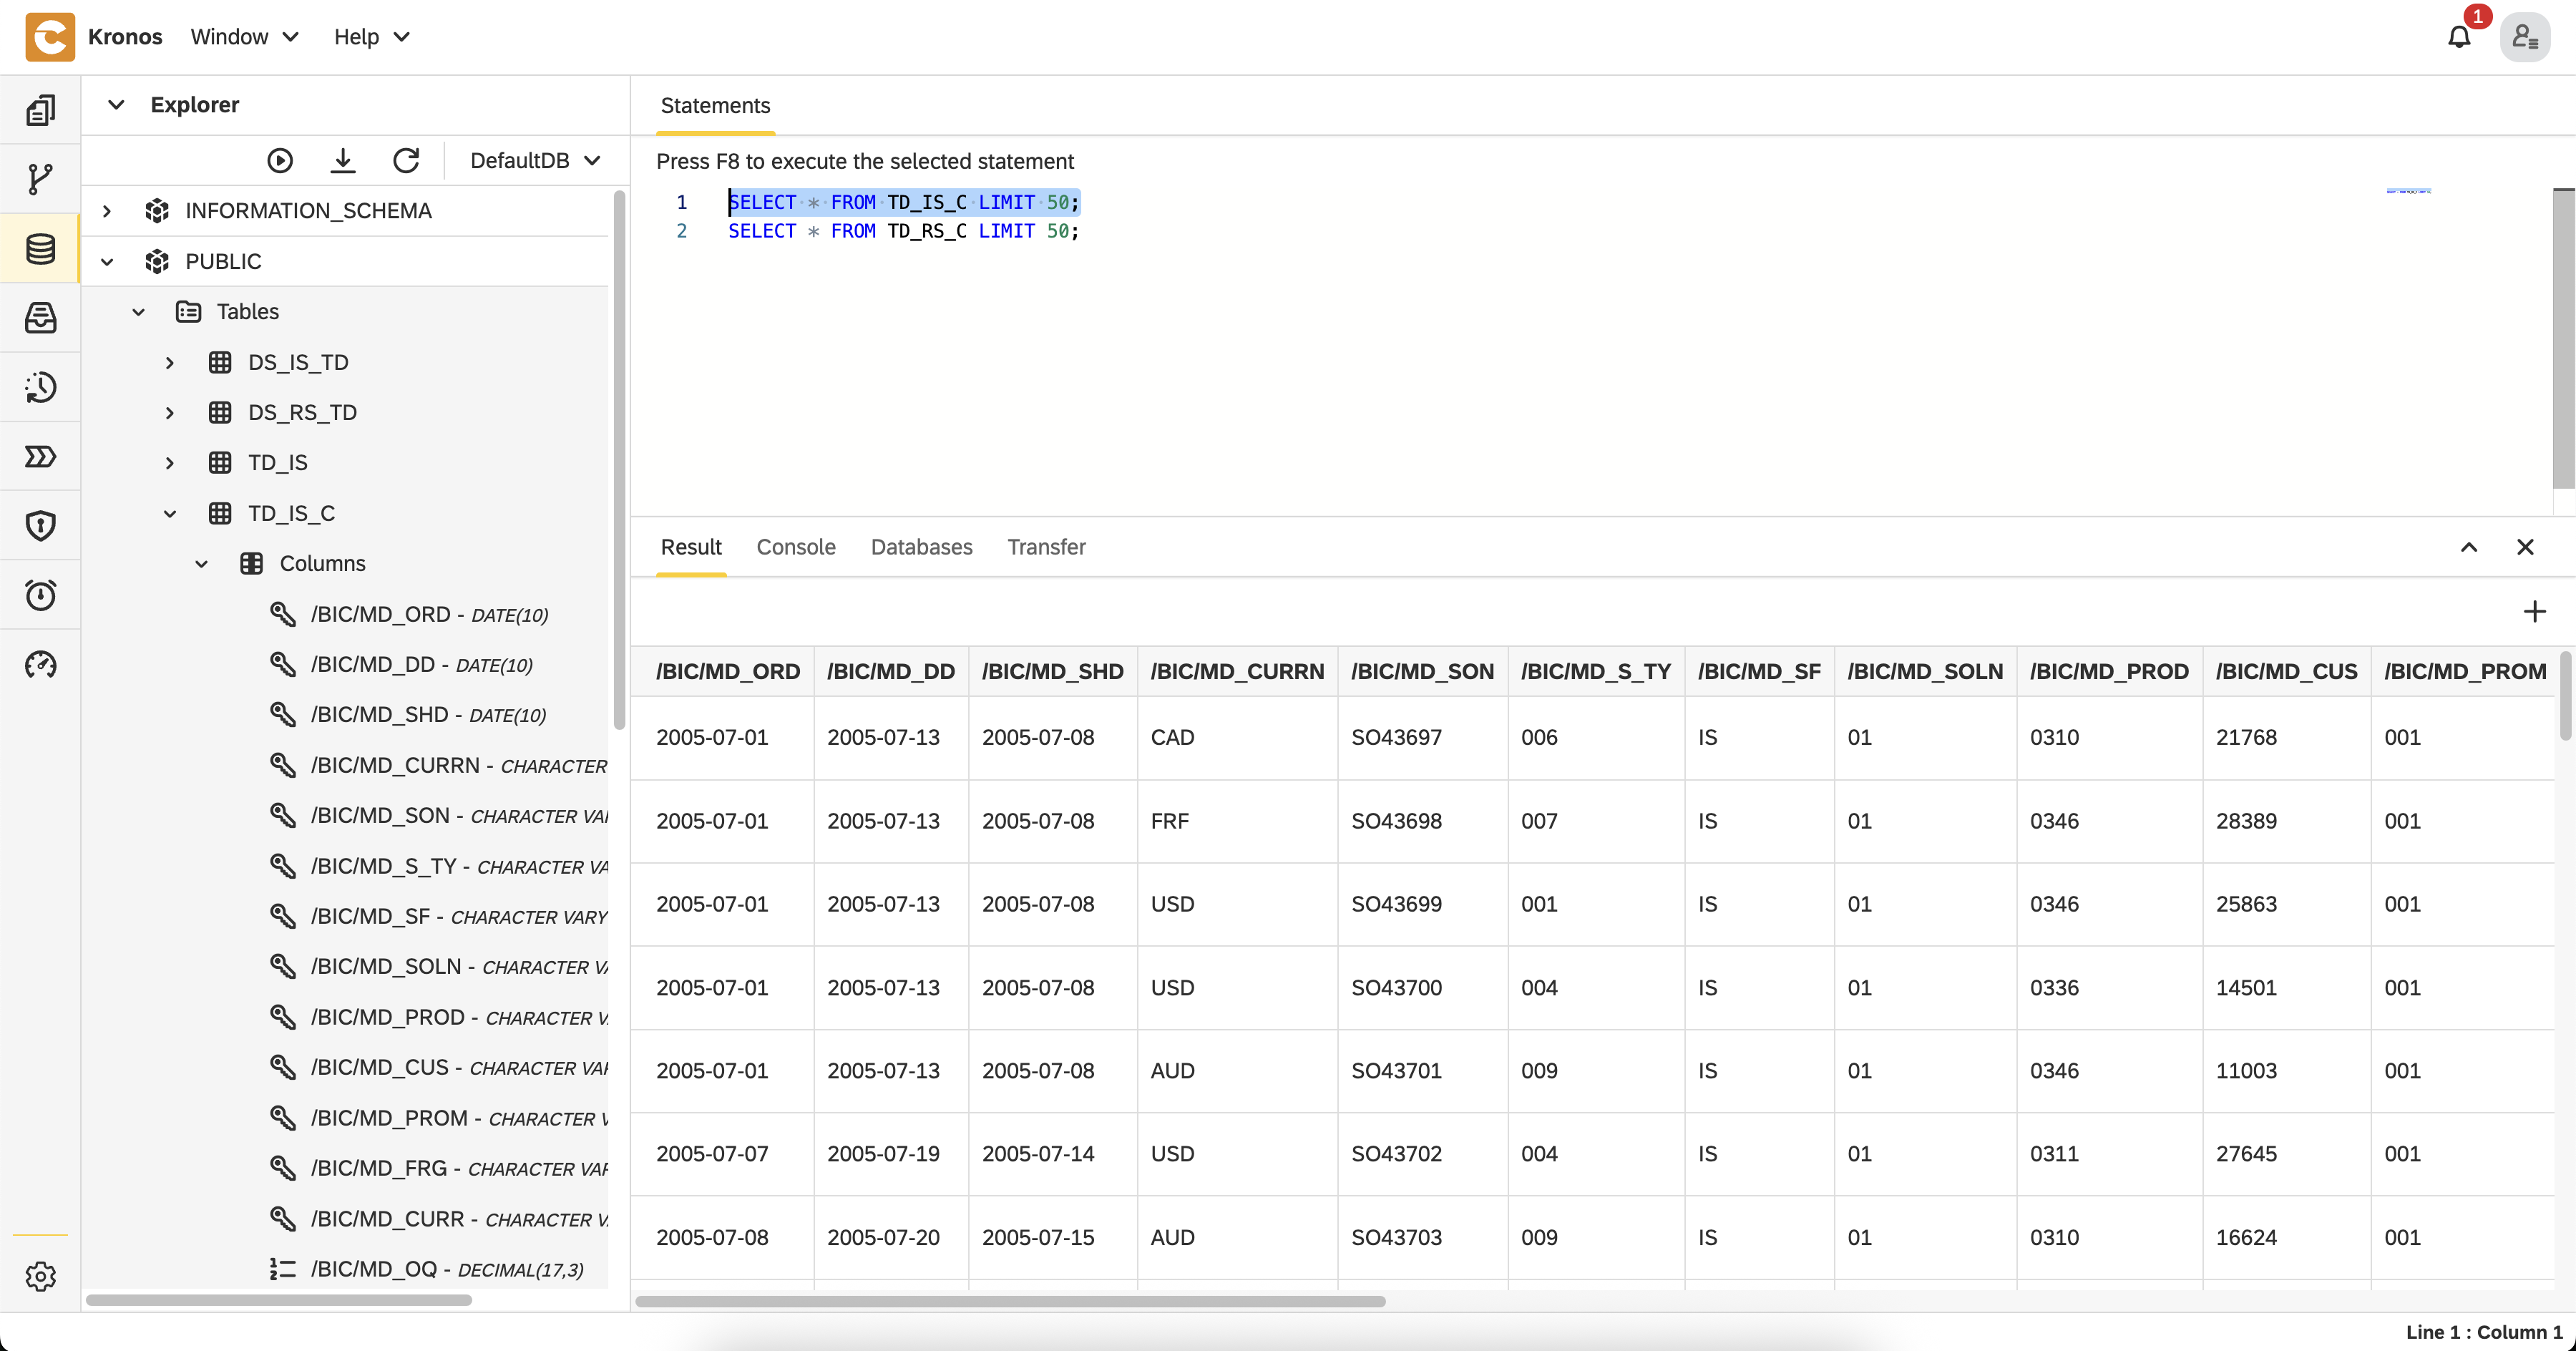 Kronos Window Help 1
Explorer
DefaultDB
INFORMATION_SCHEMA
PUBLIC
Tables
DS_IS_TD
DS_RS_TD
TD_IS
TD_IS_C
Columns
/BIC/MD_ORD - DATE(10)
/BIC/MD_DD - DATE(10)
/BIC/MD_SHD - DATE(10)
/BIC/MD_CURRN - CHARACTER
/BIC/MD_SON - CHARACTER VAR
/BIC/MD_S_TY - CHARACTER VA
/BIC/MD_SF - CHARACTER VARY
/BIC/MD_SOLN - CHARACTER VA
/BIC/MD_PROD - CHARACTER VA
/BIC/MD_CUS - CHARACTER VAR
/BIC/MD_PROM - CHARACTER V
/BIC/MD_FRG - CHARACTER VAR
/BIC/MD_CURR - CHARACTER VA
/BIC/MD_OQ - DECIMAL(17,3)
Statements
Press F8 to execute the selected statement
1 SELECT * FROM TD_IS_C LIMIT 50;
2 SELECT * FROM TD_RS_C LIMIT 50;
Result Console Databases Transfer
/BIC/MD_ORD /BIC/MD_DD /BIC/MD_SHD /BIC/MD_CURRN /BIC/MD_SON /BIC/MD_S_TY /BIC/MD_SF /BIC/MD_SOLN /BIC/MD_PROD /BIC/MD_CUS /BIC/MD_PROM
2005-07-01 2005-07-13 2005-07-08 CAD SO43697 006 IS 01 0310 21768 001
2005-07-01 2005-07-13 2005-07-08 FRF SO43698 007 IS 01 0346 28389 001
2005-07-01 2005-07-13 2005-07-08 USD SO43699 001 IS 01 0346 25863 001
2005-07-01 2005-07-13 2005-07-08 USD SO43700 004 IS 01 0336 14501 001
2005-07-01 2005-07-13 2005-07-08 AUD SO43701 009 IS 01 0346 11003 001
2005-07-07 2005-07-19 2005-07-14 USD SO43702 004 IS 01 0311 27645 001
2005-07-08 2005-07-20 2005-07-15 AUD SO43703 009 IS 01 0310 16624 001
Line 1 : Column 1